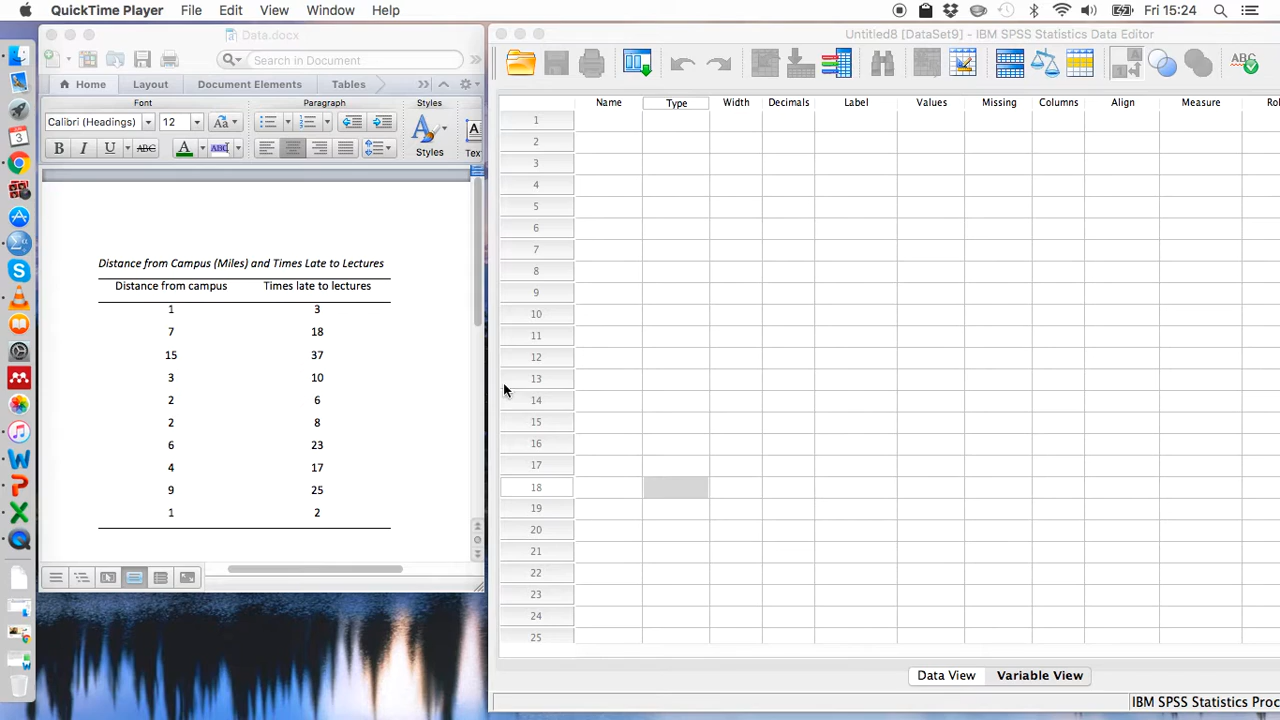 QuickTime Player File Edit View Window Help Fri 15:24
Data.docx
Search in Document
Home Layout Document Elements Tables
Font Paragraph Styles
Calibri (Headings) 12 Aa
B I U ABC A ABC Styles Text
Distance from Campus (Miles) and Times Late to Lectures
Distance from campus Times late to lectures
1 3
7 18
15 37
3 10
2 6
2 8
6 23
4 17
9 25
1 2
Untitled8 [DataSet9] - IBM SPSS Statistics Data Editor
Name Type Width Decimals Label Values Missing Columns Align Measure Ro
1
2
3
4
5
6
7
8
9
10
11
12
13
14
15
16
17
18
19
20
21
22
23
24
25
Data View Variable View
IBM SPSS Statistics Proc